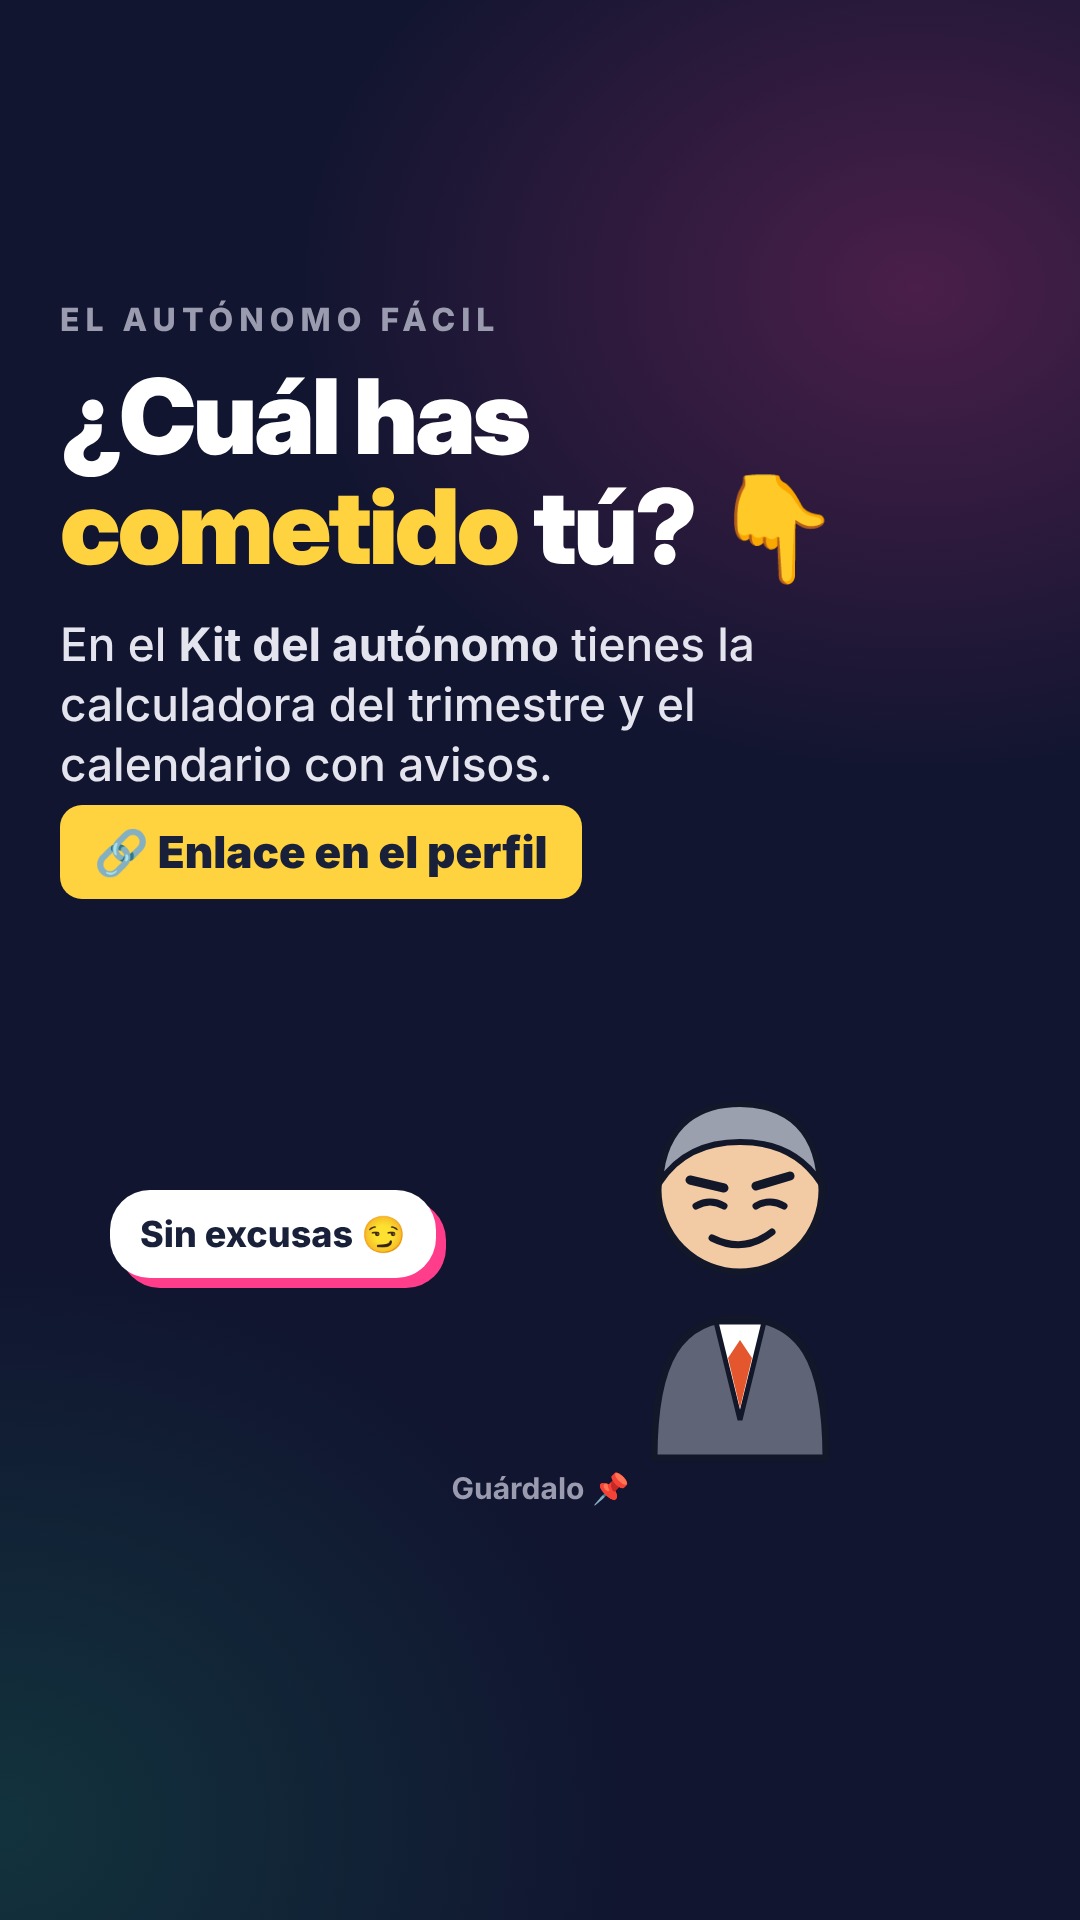 EL AUTÓNOMO FÁCIL
¿Cuál has
cometido tú? 👇
En el Kit del autónomo tienes la
calculadora del trimestre y el
calendario con avisos.
🔗 Enlace en el perfil
Sin excusas 😏
Guárdalo 📌